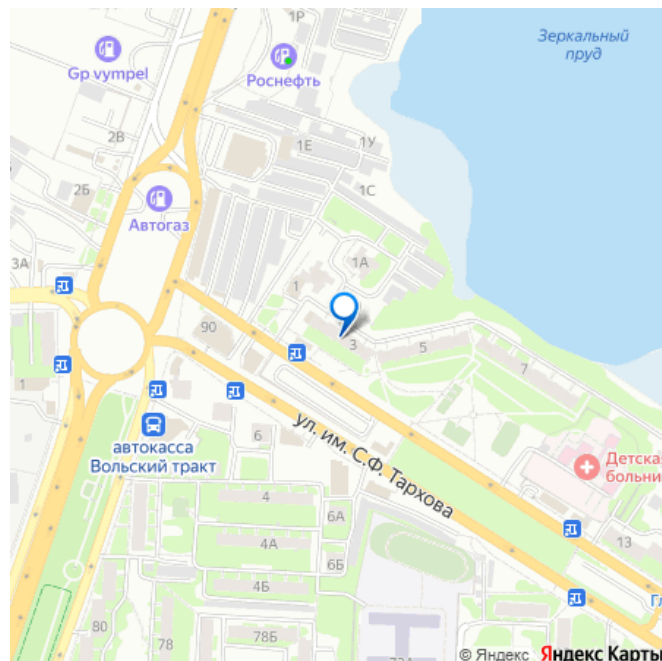 1Р
Зеркальный
пруд
Gp vympel
Роснефть
2В
1Е
1У
2Б
1С
Автогаз
3А
1А
1
90
3
5
7
1
автокасса
Вольский тракт
6
ул. им. С.Ф. Тархова
Детская
больни
4
6А
4А
6Б
13
4Б
Гл
80
78
78Б
© Яндекс Яндекс Карты